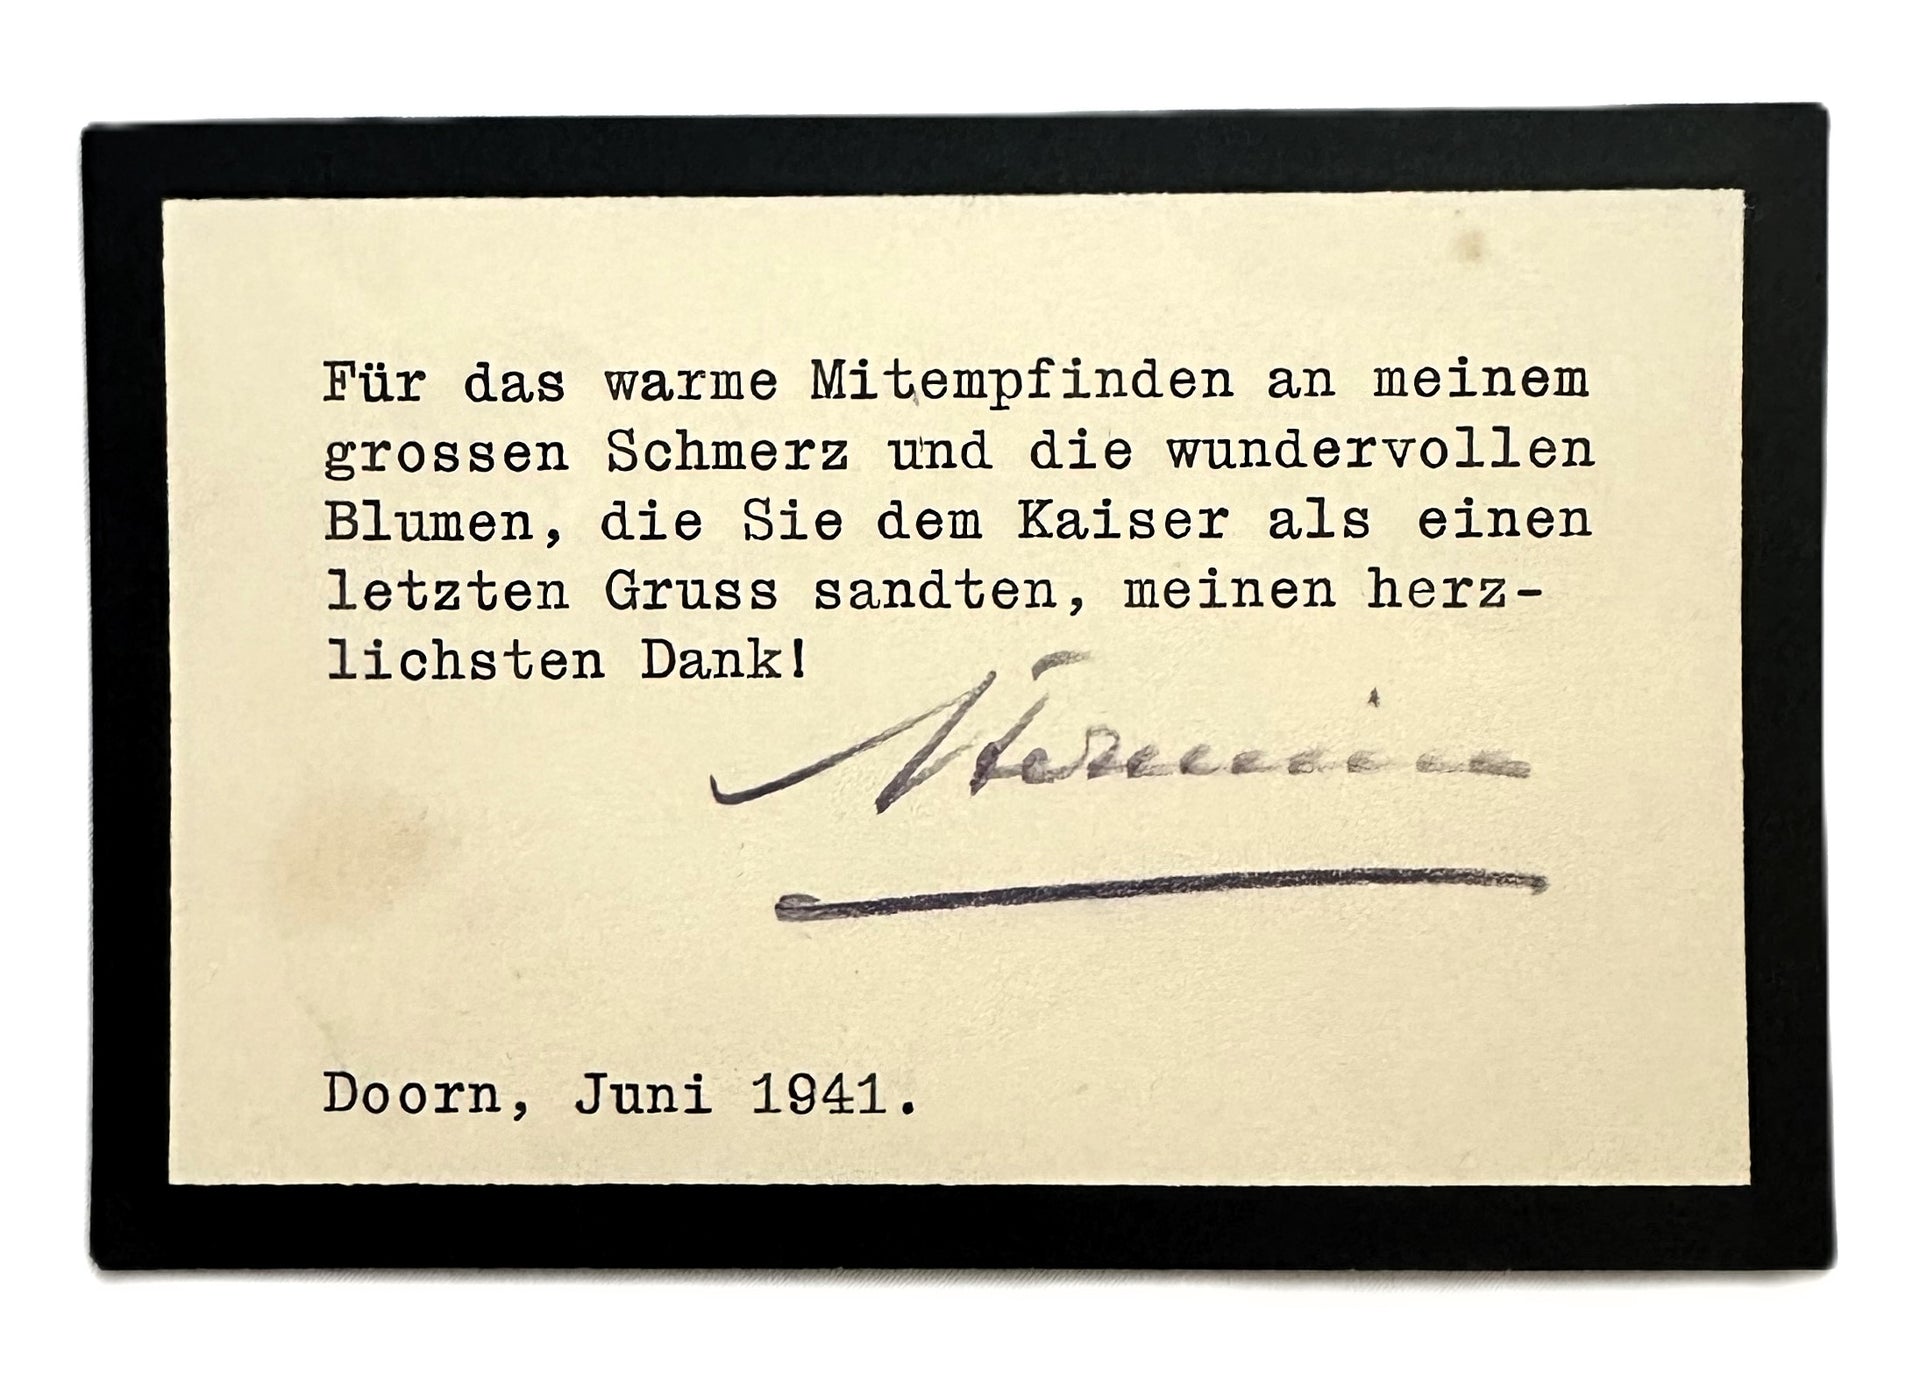 Für das warme Mitempfinden an meinem
grossen Schmerz und die wundervollen
Blumen, die Sie dem Kaiser als einen
letzten Gruss sandten, meinen herz-
lichsten Dank!
Hermine
Doorn, Juni 1941.